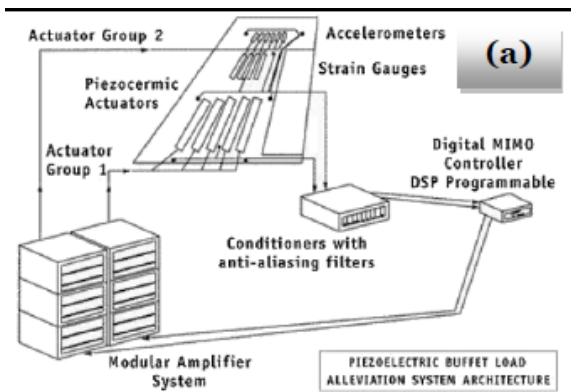 Actuator Group 2
Accelerometers
(a)
Strain Gauges
Piezocermic
Actuators
Actuator
Group 1
Digital MIMO
Controller
DSP Programmable
Conditioners with
anti-aliasing filters
Modular Amplifier
System
PIEZOELECTRIC BUFFET LOAD
ALLEVIATION SYSTEM ARCHITECTURE